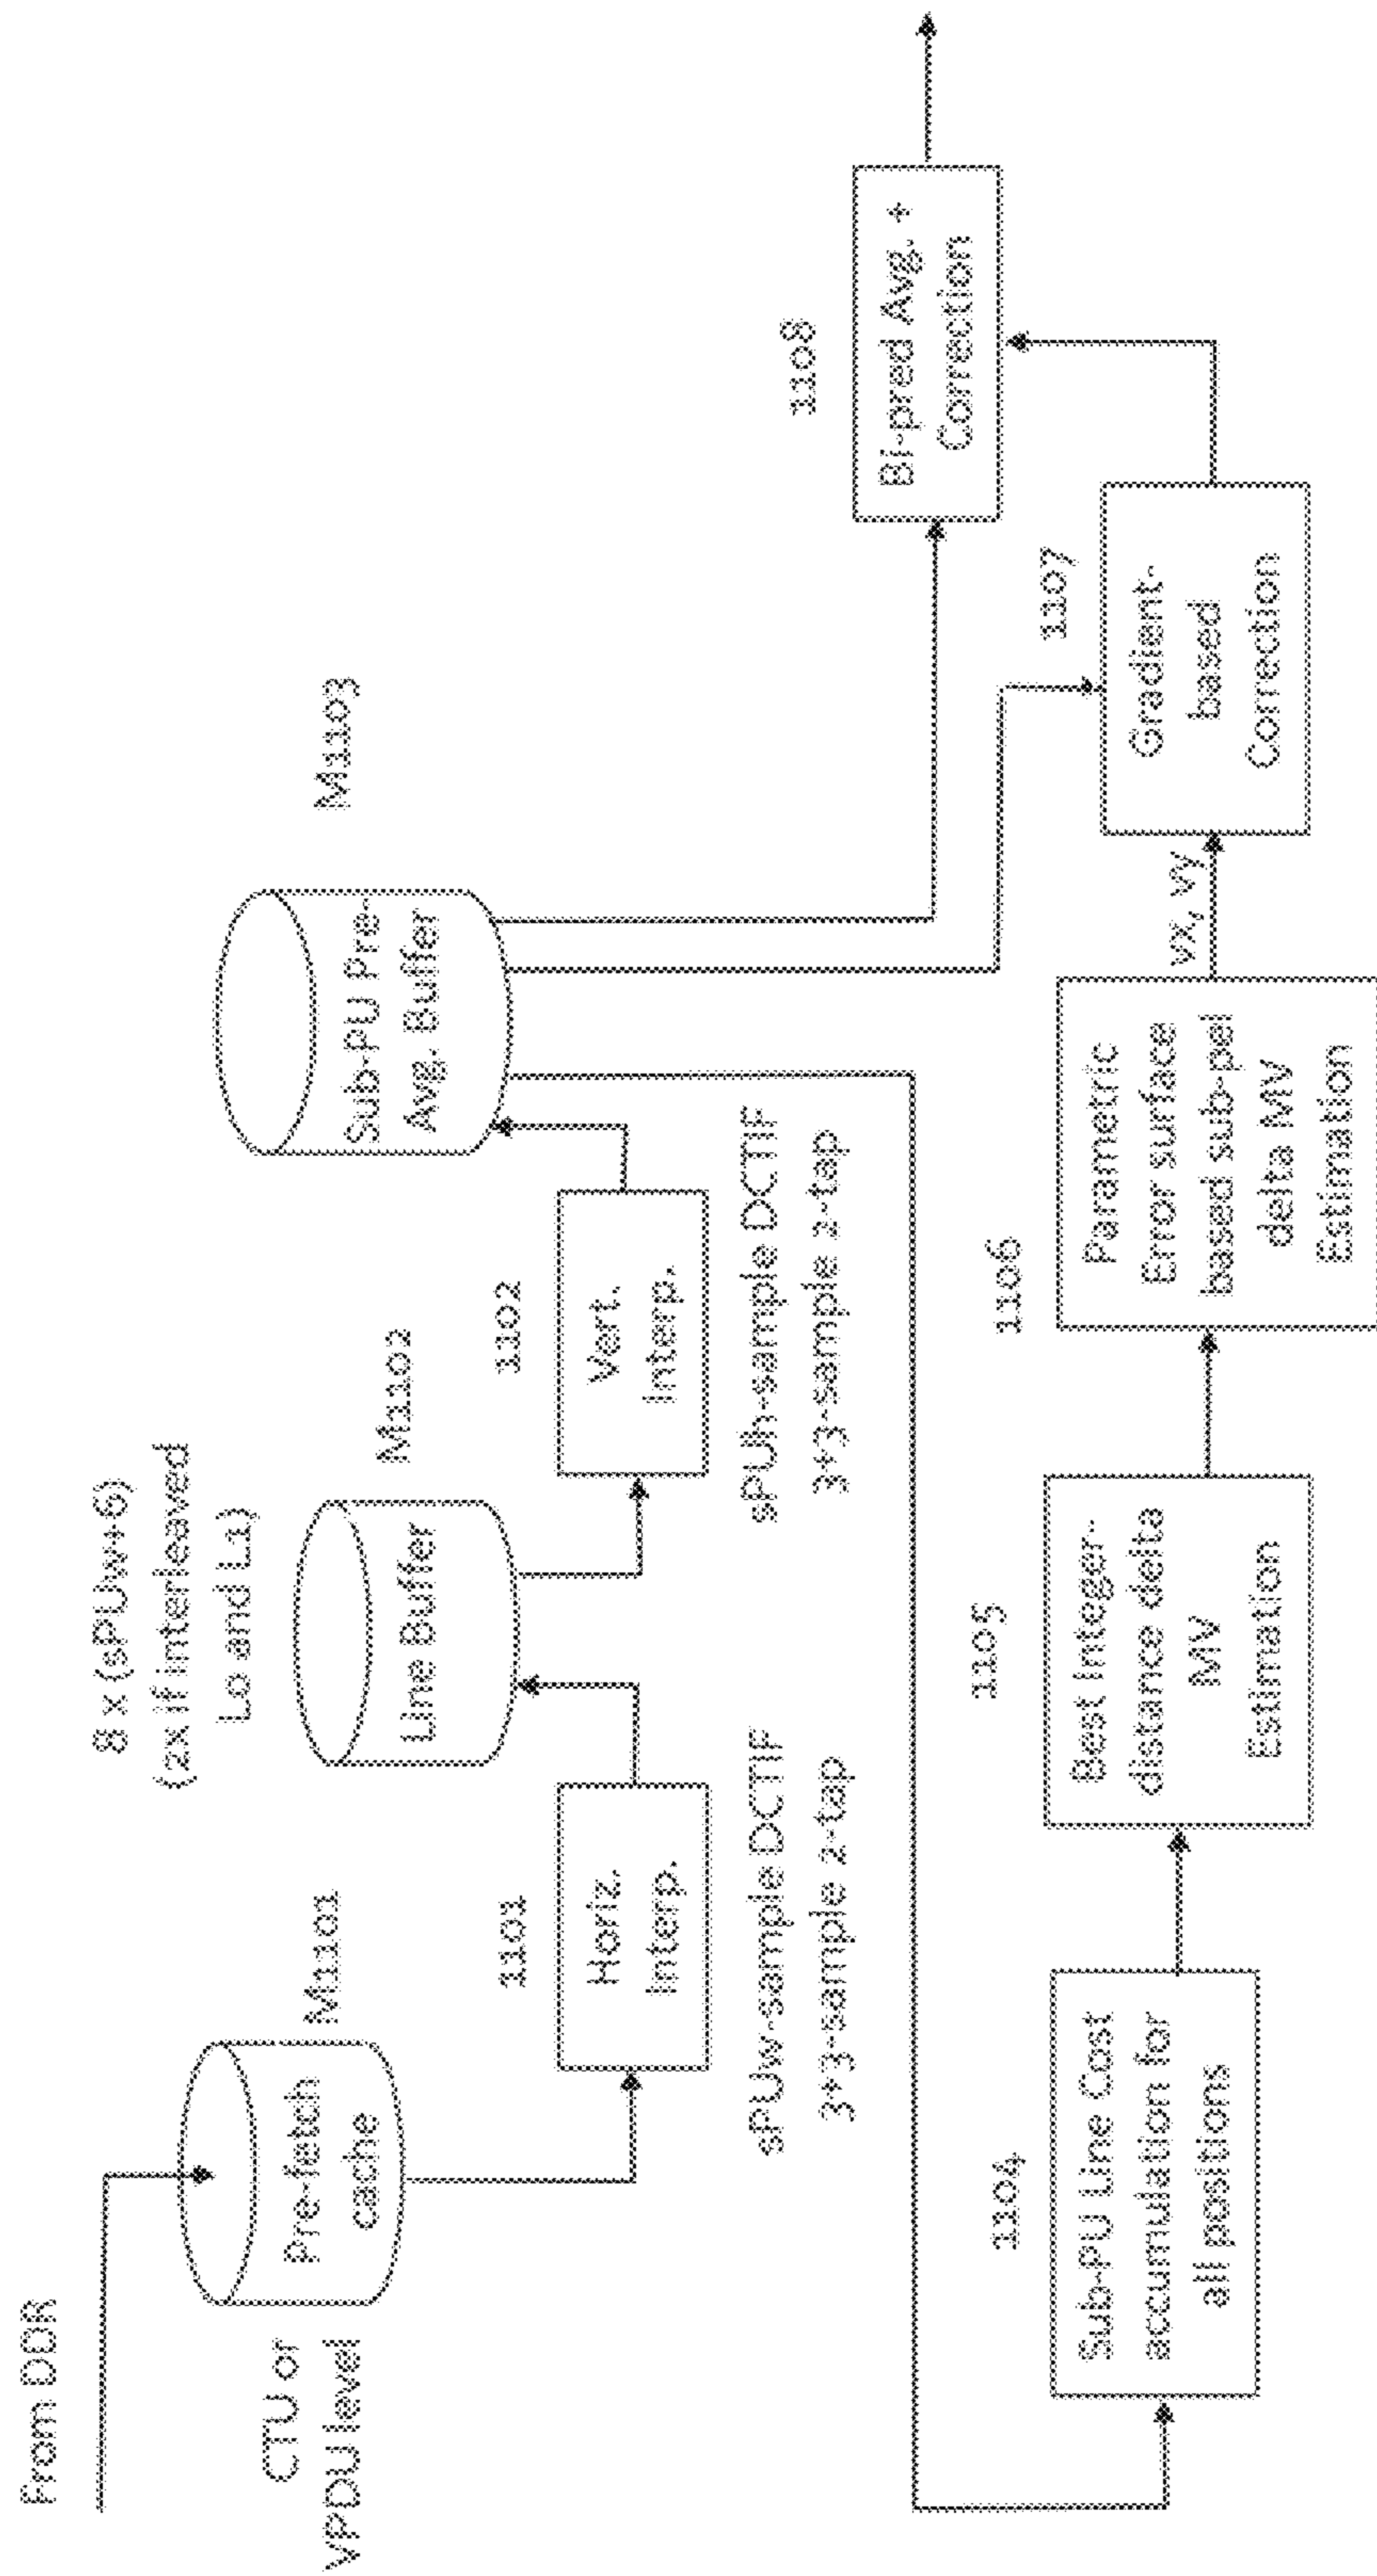 From DDR
CTU or
VPDU level
Pre-fetch
cache
M1101
1101
Horiz.
Interp.
sPUw-sample DCTIF
3+3-sample 2-tap
8 x (sPUw+6)
(2x if interleaved
L0 and L1)
Line Buffer
M1102
1102
Vert.
Interp.
sPUh-sample DCTIF
3+3-sample 2-tap
Sub-PU Pre-
Avg. Buffer
M1103
1104
Sub-PU Line Cost
accumulation for
all positions
1105
Best Integer-
distance delta
MV
Estimation
1106
Parametric
Error surface
based sub-pel
delta MV
Estimation
vx, vy
1107
Gradient-
based
Correction
1108
Bi-pred Avg. +
Correction